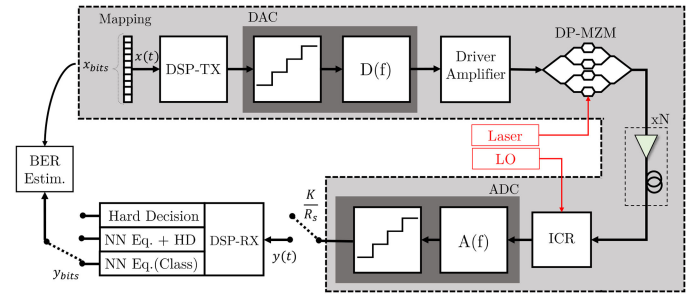 Mapping
DAC
DP-MZM
x_bits
x(t)
DSP-TX
D(f)
Driver
Amplifier
Laser
LO
xN
BER
Estim.
ADC
K
R_s
Hard Decision
NN Eq. + HD
NN Eq.(Class)
DSP-RX
y(t)
A(f)
ICR
y_bits